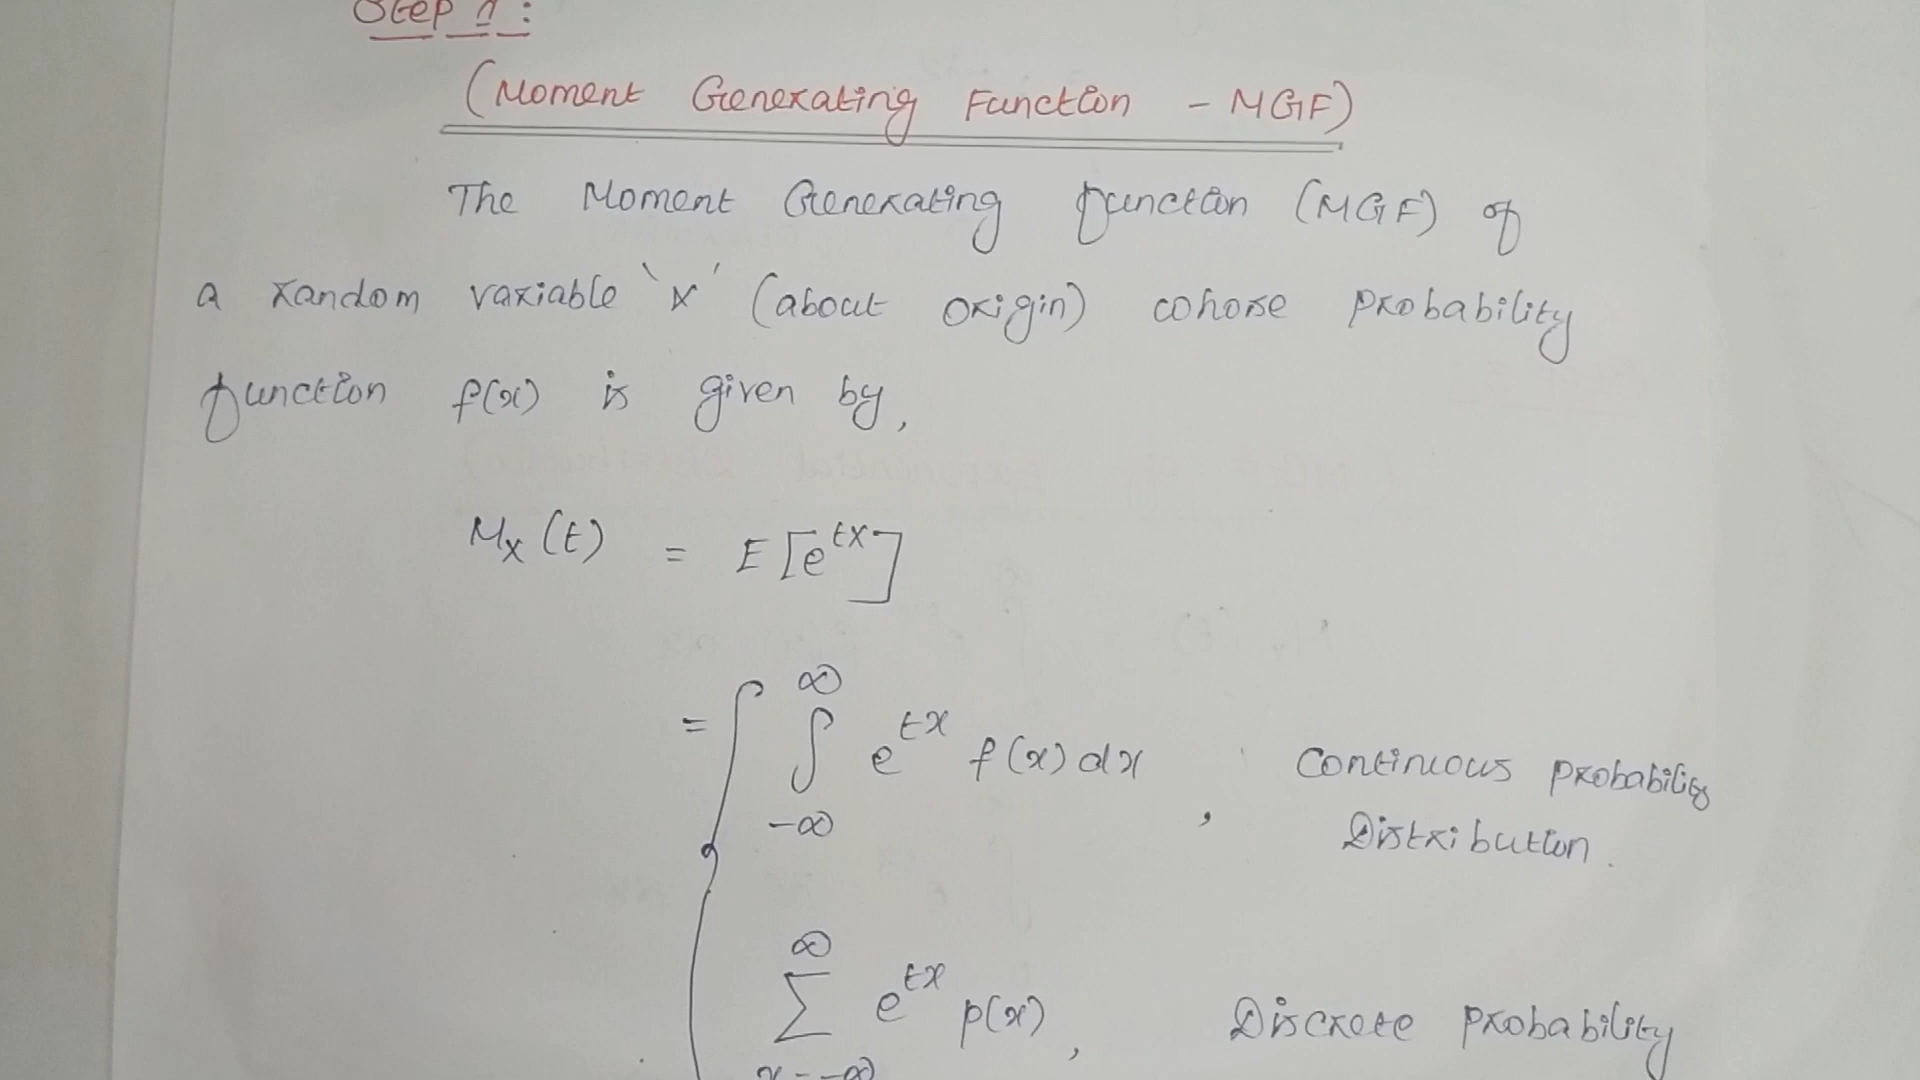 Step 1 :
(Moment Generating Function - MGF)
The Moment Generating function (MGF) of
a random variable 'X' (about origin) whose probability
function f(x) is given by,
Mx (t) = E [e^tX]
= { ∫_{-∞}^{∞} e^{tx} f(x) dx , Continuous probability
Distribution.
∑_{x=-∞}^{∞} e^{tx} p(x) , Discrete probability